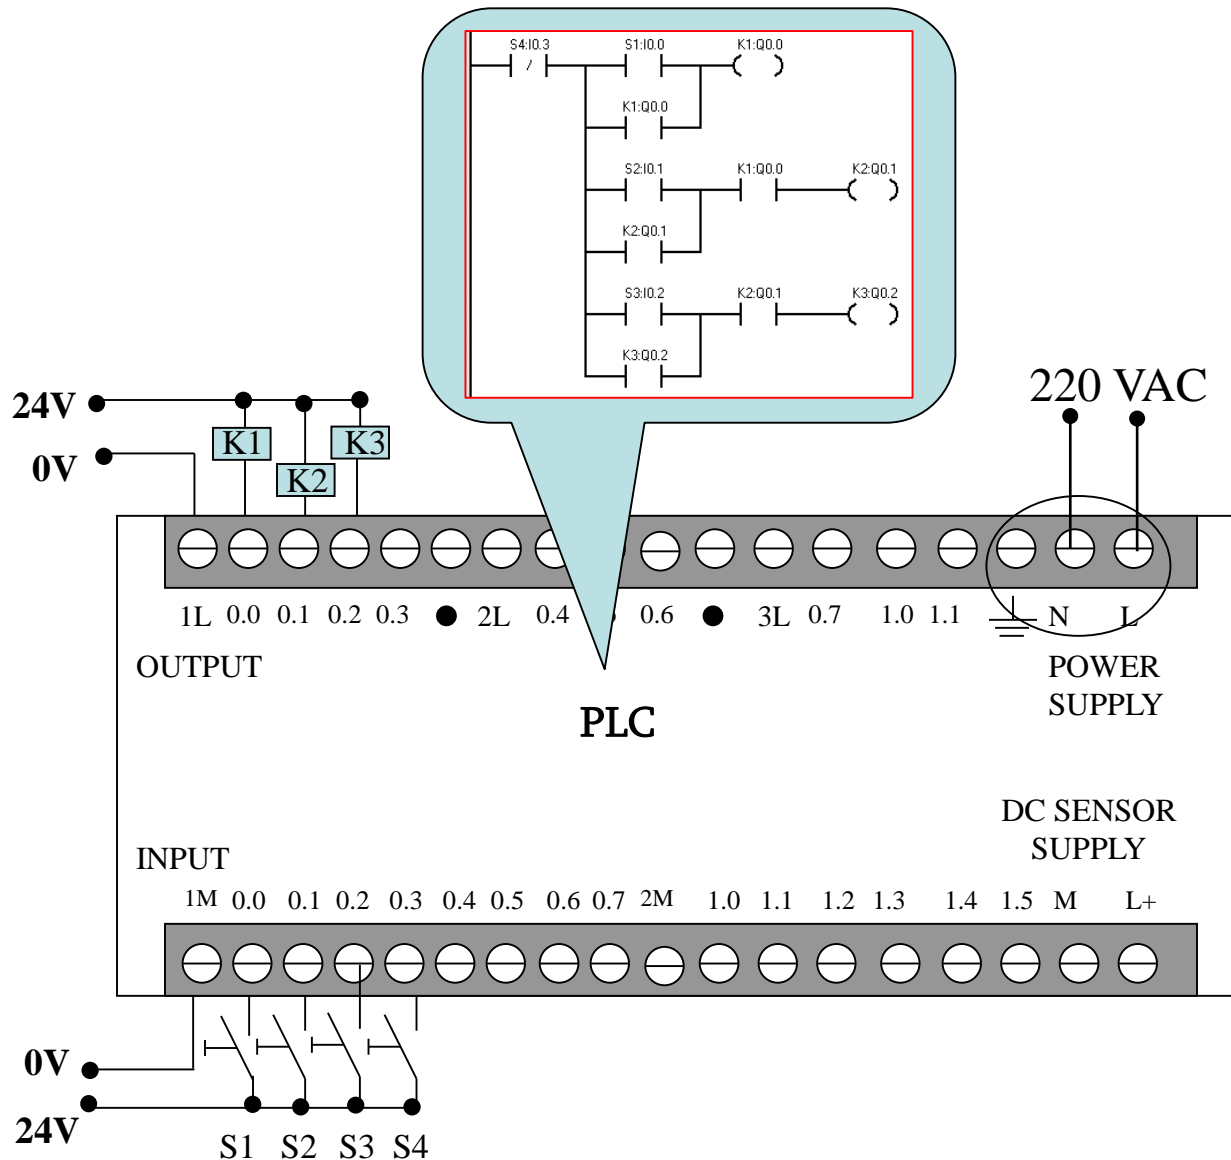 S4:I0.3 S1:I0.0 K1:Q0.0
K1:Q0.0
S2:I0.1 K1:Q0.0 K2:Q0.1
K2:Q0.1
S3:I0.2 K2:Q0.1 K3:Q0.2
K3:Q0.2
24V
0V
K1
K2
K3
220 VAC
1L 0.0 0.1 0.2 0.3 2L 0.4 0.6 3L 0.7 1.0 1.1 N L
OUTPUT
POWER
SUPPLY
PLC
DC SENSOR
SUPPLY
INPUT
1M 0.0 0.1 0.2 0.3 0.4 0.5 0.6 0.7 2M 1.0 1.1 1.2 1.3 1.4 1.5 M L+
0V
24V
S1 S2 S3 S4